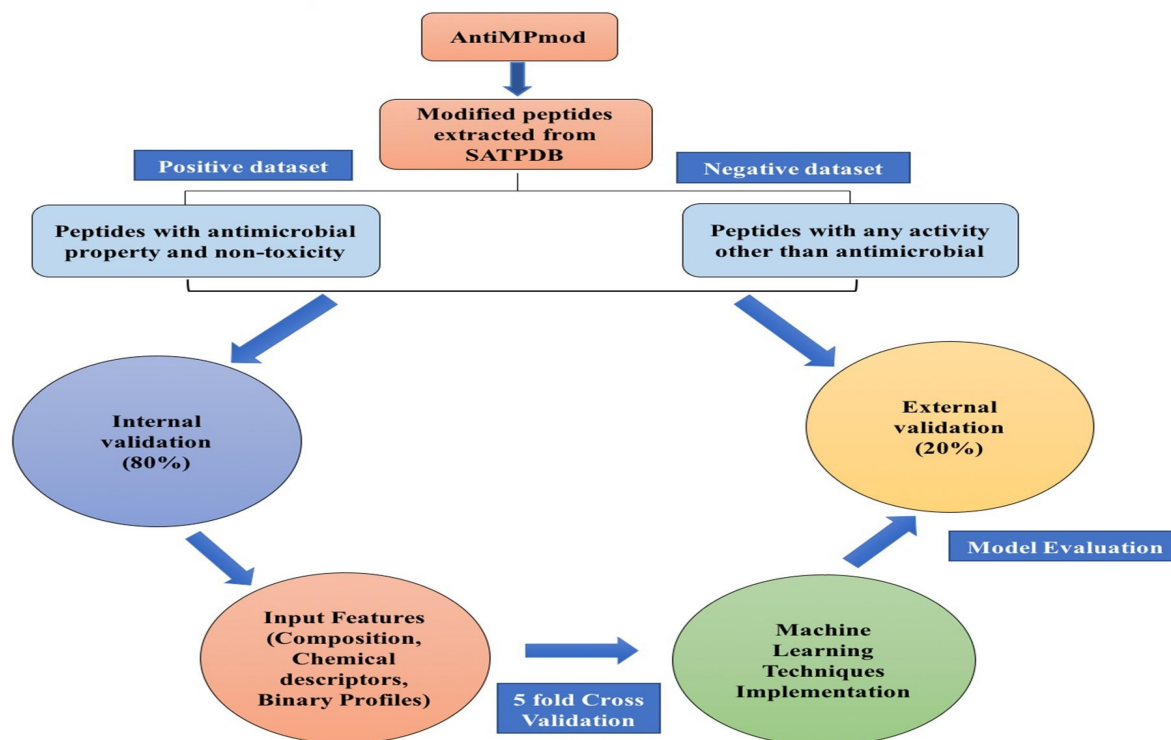 AntiMPmod
Modified peptides
extracted from
SATPDB
Positive dataset
Negative dataset
Peptides with antimicrobial
property and non-toxicity
Peptides with any activity
other than antimicrobial
Internal
validation
(80%)
External
validation
(20%)
Model Evaluation
Input Features
(Composition,
Chemical
descriptors,
Binary Profiles)
5 fold Cross
Validation
Machine
Learning
Techniques
Implementation